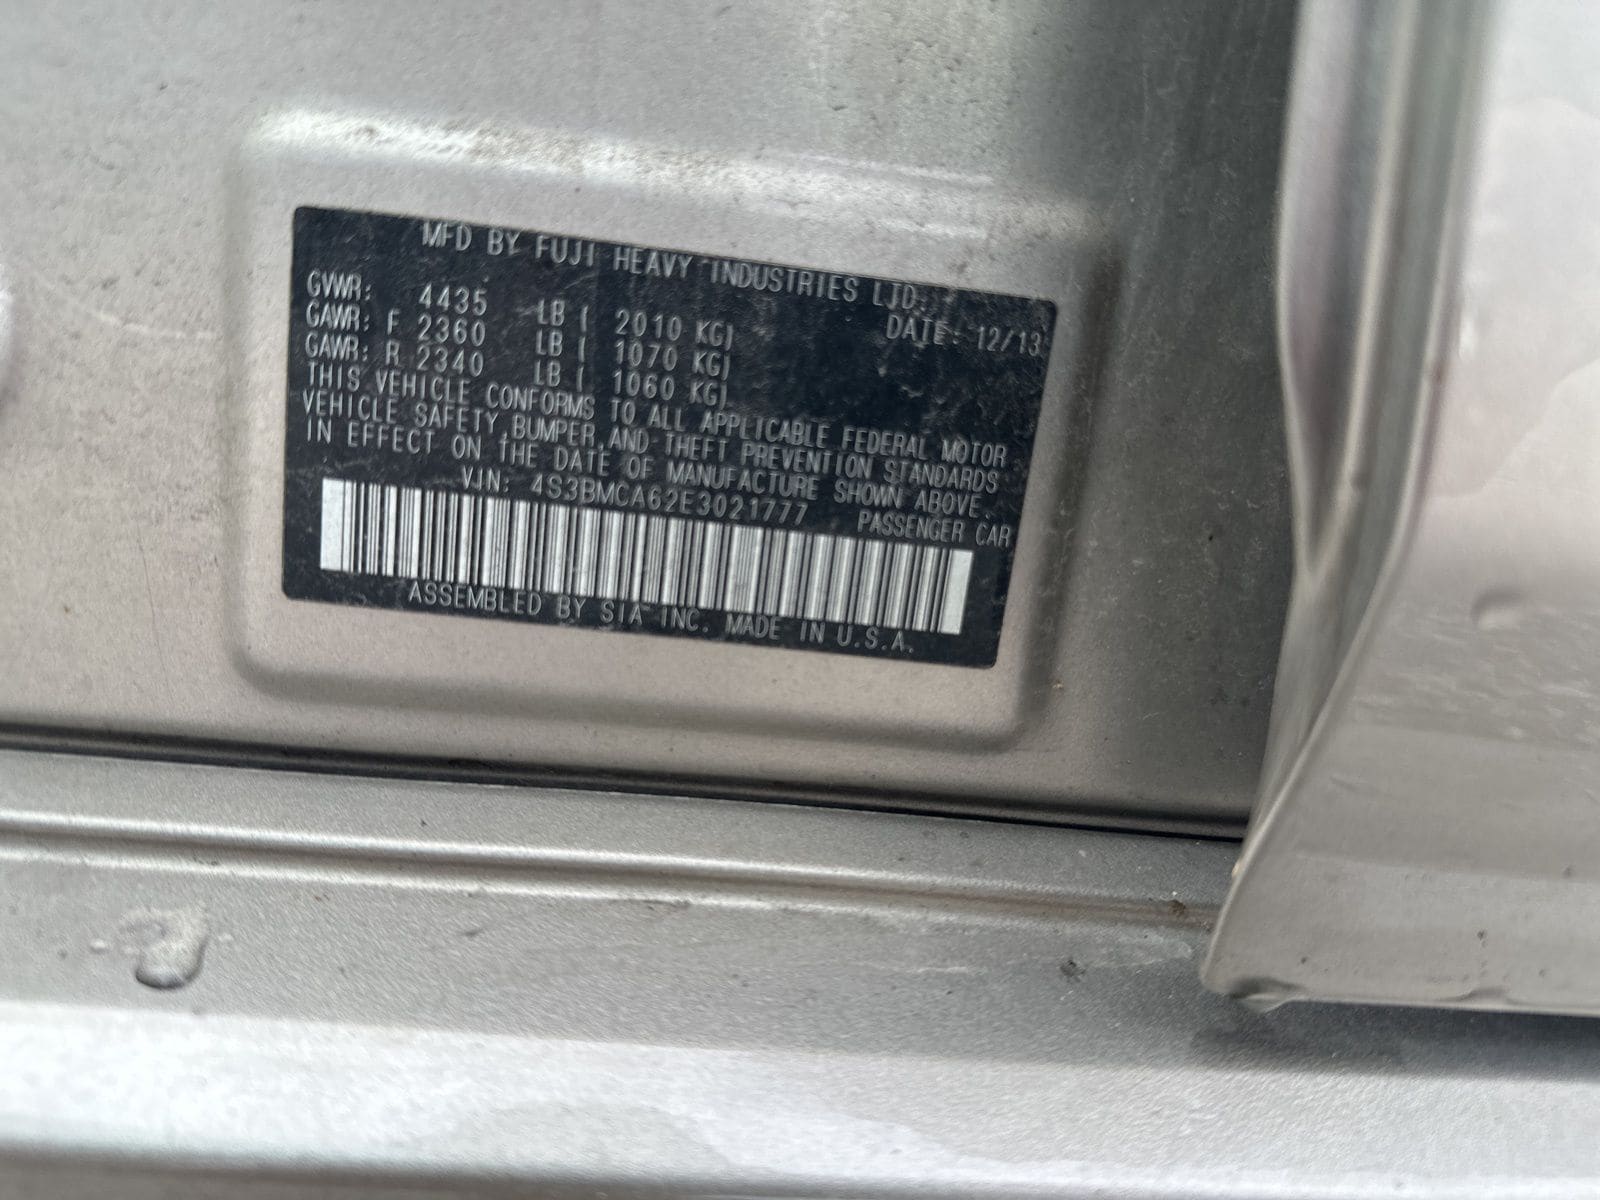 MFD BY FUJI HEAVY INDUSTRIES LTD.
DATE: 12/13
GVWR: 4435 LB ( 2010 KG)
GAWR: F 2360 LB ( 1070 KG)
GAWR: R 2340 LB ( 1060 KG)
THIS VEHICLE CONFORMS TO ALL APPLICABLE FEDERAL MOTOR
VEHICLE SAFETY, BUMPER, AND THEFT PREVENTION STANDARDS
IN EFFECT ON THE DATE OF MANUFACTURE SHOWN ABOVE.
VIN: 4S3BMCA62E3021777 PASSENGER CAR
ASSEMBLED BY SIA INC. MADE IN U.S.A.